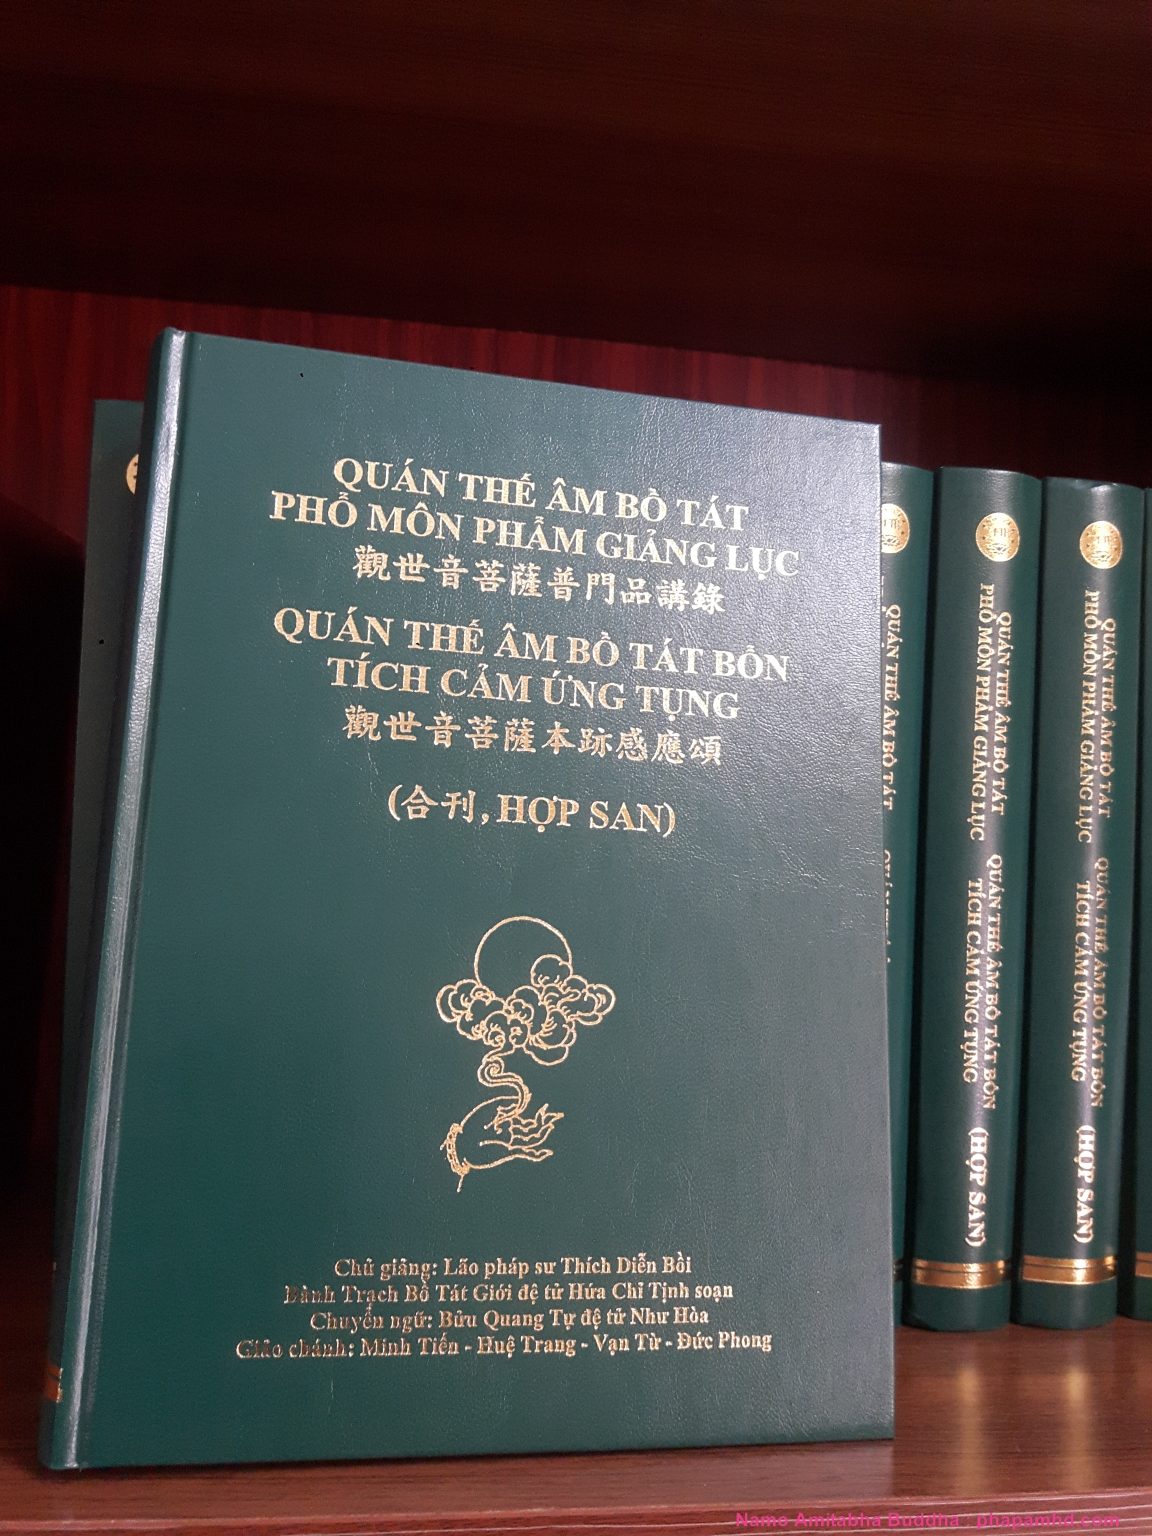 QUÁN THẾ ÂM BỒ TÁT
PHỔ MÔN PHẨM GIẢNG LỤC
觀世音菩薩普門品講錄
QUÁN THẾ ÂM BỒ TÁT BỔN
TÍCH CẢM ỨNG TỤNG
觀世音菩薩本跡感應頌
(合刊, HỢP SAN)
Chủ giảng: Lão pháp sư Thích Diễn Bồi
Bành Trạch Bồ Tát Giới đệ tử Hứa Chỉ Tịnh soạn
Chuyển ngữ: Bửu Quang Tự đệ tử Như Hòa
Giảo chánh: Minh Tiến - Huệ Trang - Vạn Từ - Đức Phong
QUÁN THẾ ÂM BỒ TÁT
QUÁN THẾ ÂM BỒ TÁT
PHỔ MÔN PHẨM GIẢNG LỤC
QUÁN THẾ ÂM BỒ TÁT BỔN
TÍCH CẢM ỨNG TỤNG
(HỢP SAN)
QUÁN THẾ ÂM BỒ TÁT
PHỔ MÔN PHẨM GIẢNG LỤC
QUÁN THẾ ÂM BỒ TÁT BỔN
TÍCH CẢM ỨNG TỤNG
(HỢP SAN)
Namo Amitabha Buddha : phapamhd.com